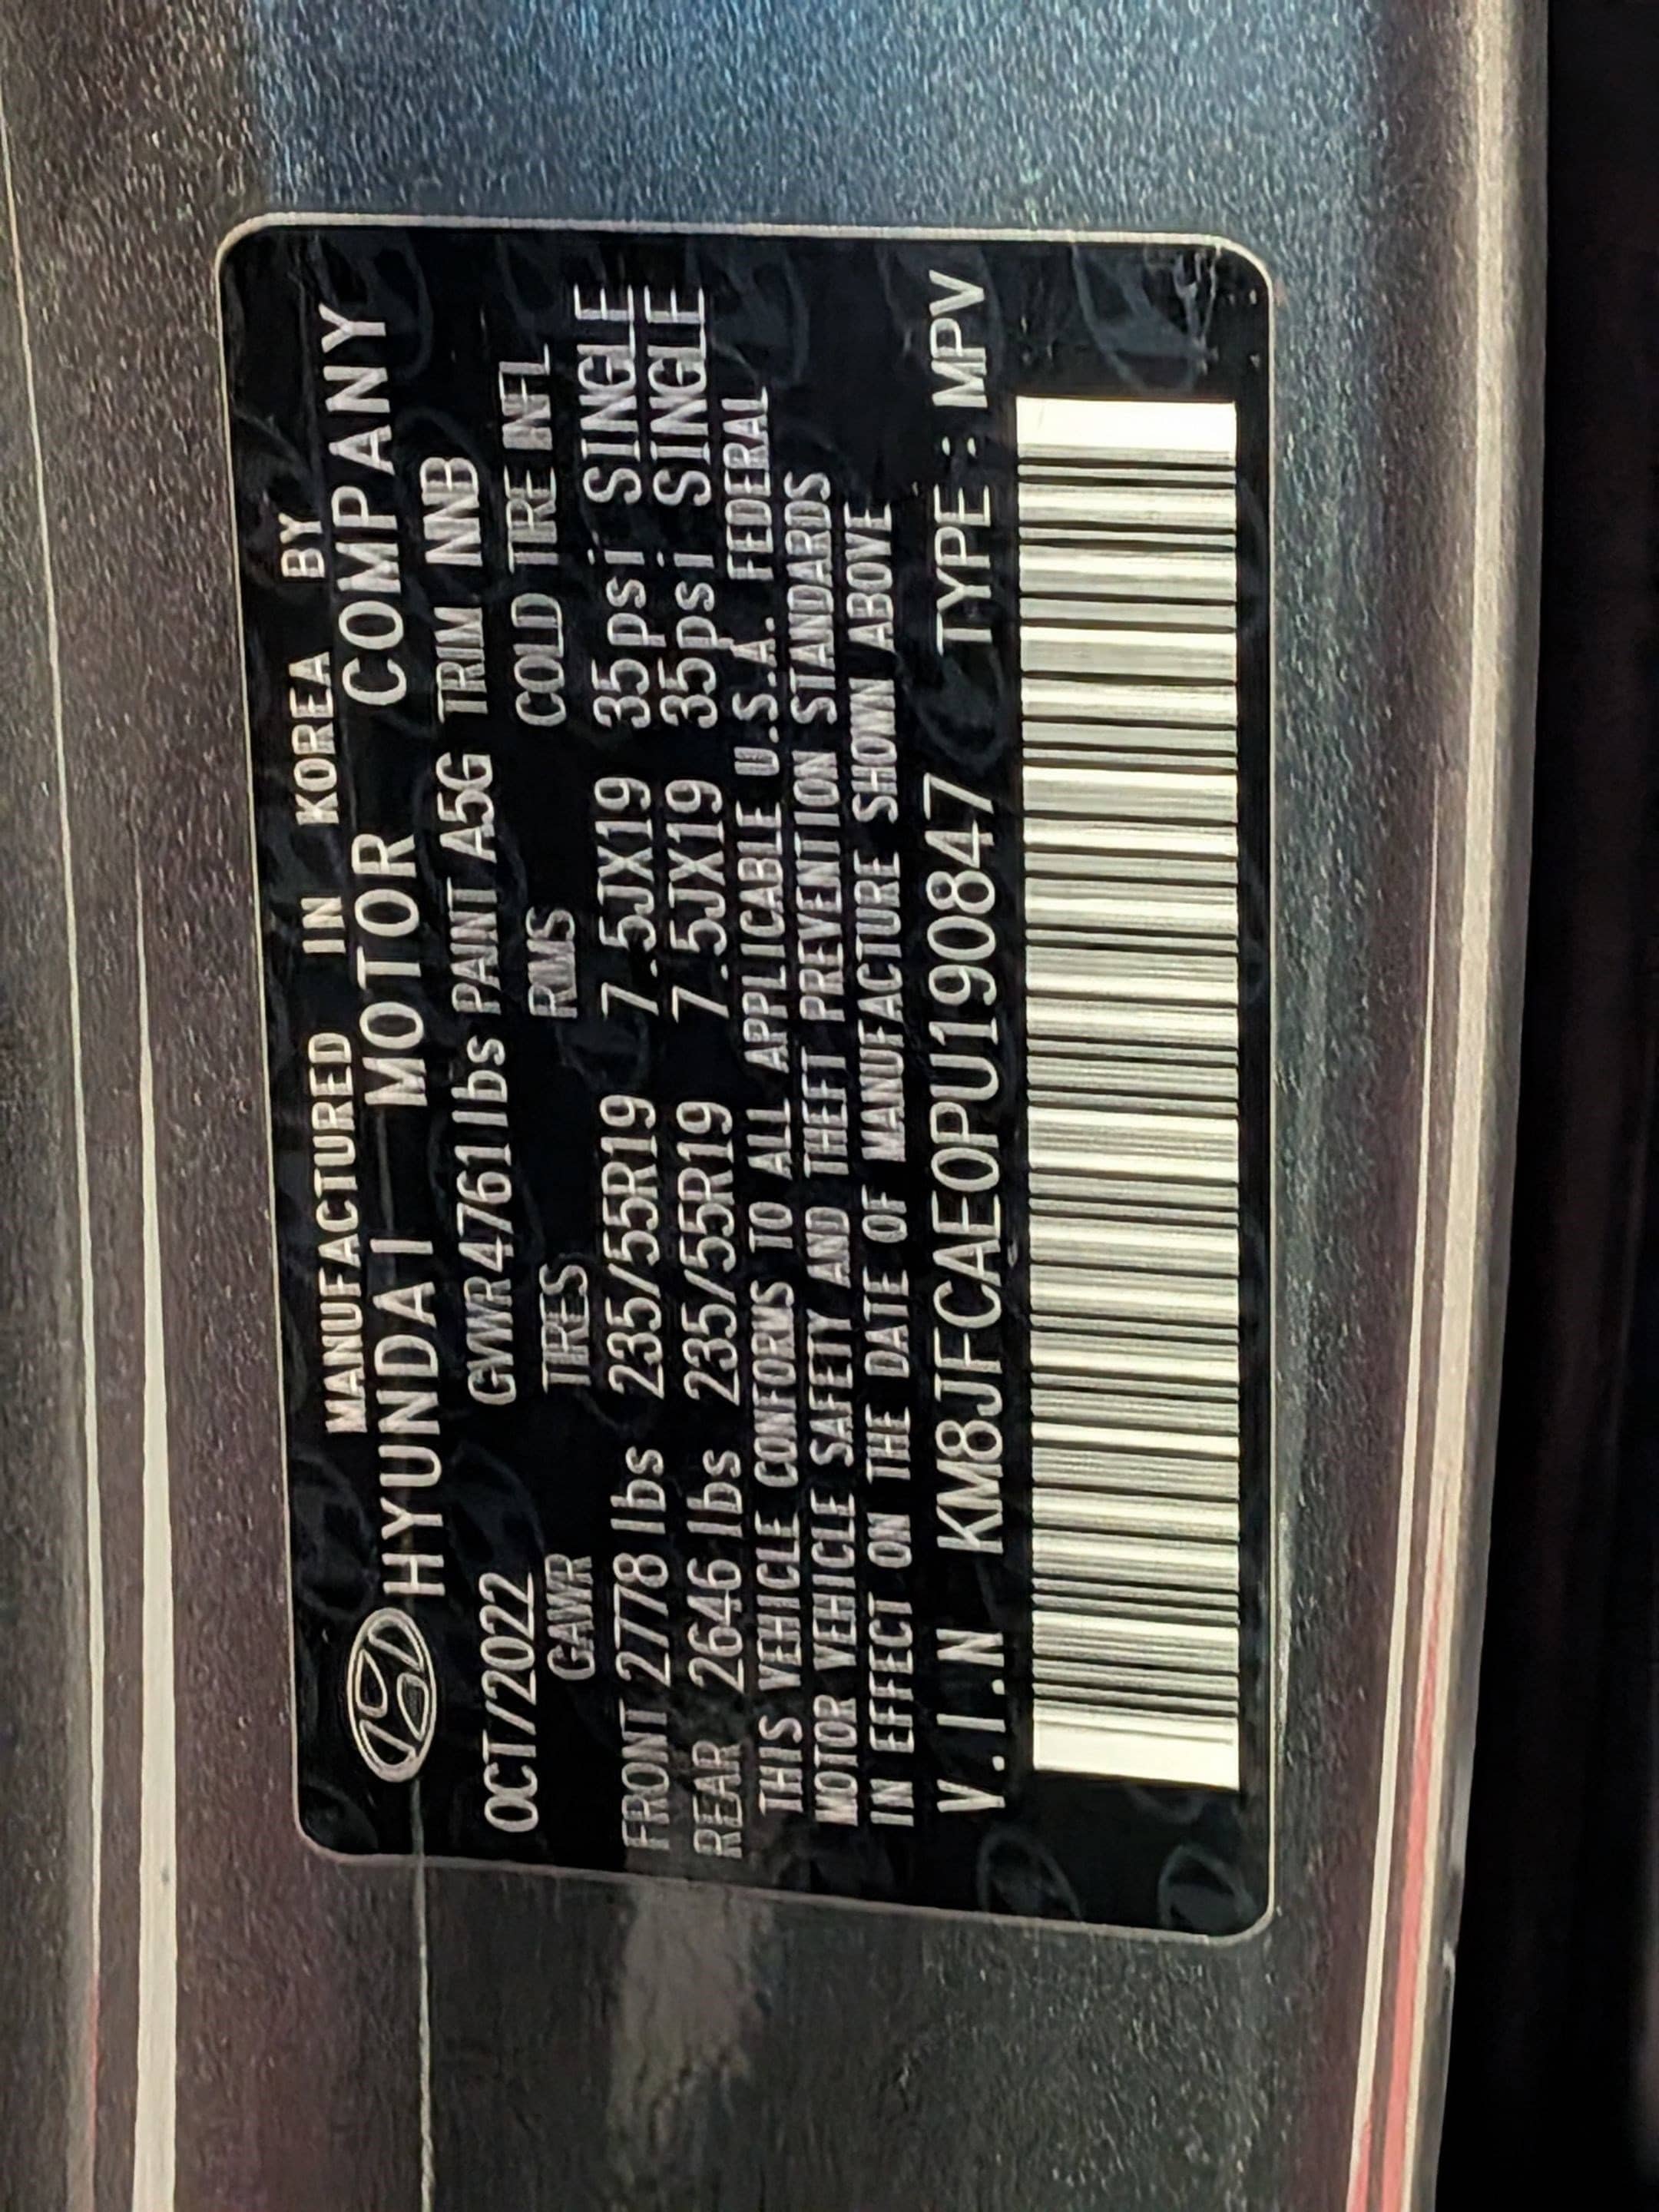 MANUFACTURED IN KOREA BY
HYUNDAI MOTOR COMPANY
OCT/2022 GVWR 4761lbs PAINT A5G TRIM NNB
GAWR TIRES RIMS COLD TIRE INFL
FRONT 2778 lbs 235/55R19 7.5JX19 35psi SINGLE
REAR 2646 lbs 235/55R19 7.5JX19 35psi SINGLE
THIS VEHICLE CONFORMS TO ALL APPLICABLE U.S.A. FEDERAL
MOTOR VEHICLE SAFETY AND THEFT PREVENTION STANDARDS
IN EFFECT ON THE DATE OF MANUFACTURE SHOWN ABOVE
V.I.N KM8JFCAE0PU190847 TYPE: MPV